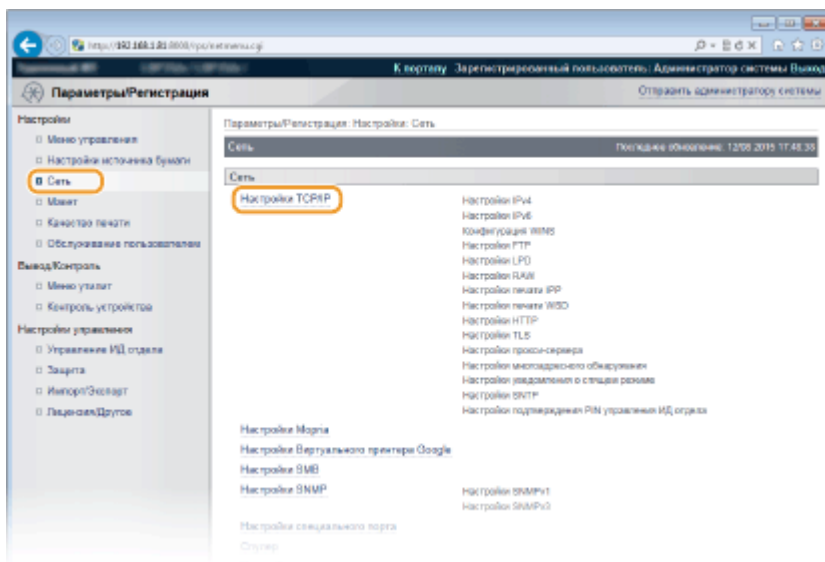 http://192.168.1.81:8000/rps/netmenu.cgi
К порталу Зарегистрированный пользователь: Администратор системы Выход
Параметры/Регистрация
Отправить администратору системы
Настройки
Меню управления
Настройки источника бумаги
Сеть
Макет
Качество печати
Обслуживание пользователем
Вывод/Контроль
Меню утилит
Контроль устройства
Настройки управления
Управление ИД отдела
Защита
Импорт/Экспорт
Лицензия/Другое
Параметры/Регистрация: Настройки: Сеть
Сеть
Последнее обновление: 12/08 2015 17:48:38
Сеть
Настройки TCP/IP
Настройки IPv4
Настройки IPv6
Конфигурация WINS
Настройки FTP
Настройки LPD
Настройки RAW
Настройки печати IPP
Настройки печати WSD
Настройки HTTP
Настройки TLS
Настройки прокси-сервера
Настройки многоадресного обнаружения
Настройки уведомления о спящем режиме
Настройки SNTP
Настройки подтверждения PIN управления ИД отдела
Настройки Mopria
Настройки Виртуального принтера Google
Настройки SMB
Настройки SNMP
Настройки SNMPv1
Настройки SNMPv3
Настройки специального порта
Спулер